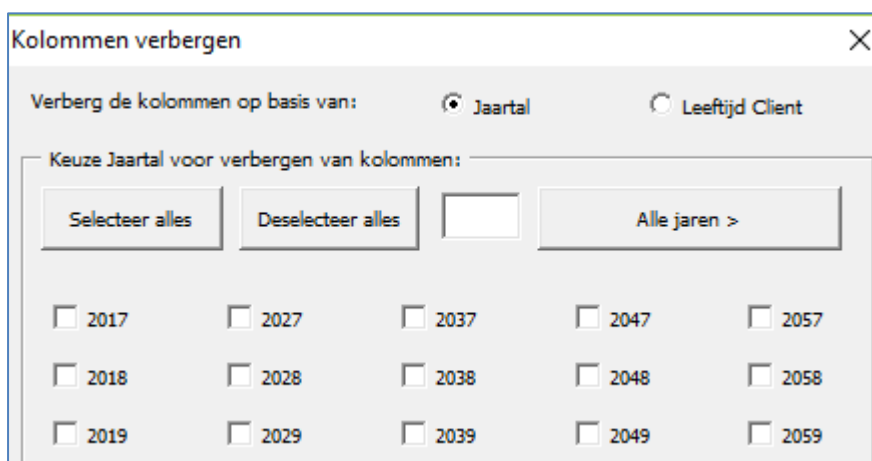 Kolommen verbergen
Verberg de kolommen op basis van: Jaartal Leeftijd Client
Keuze Jaartal voor verbergen van kolommen:
Selecteer alles Deselecteer alles Alle jaren >
2017 2027 2037 2047 2057
2018 2028 2038 2048 2058
2019 2029 2039 2049 2059